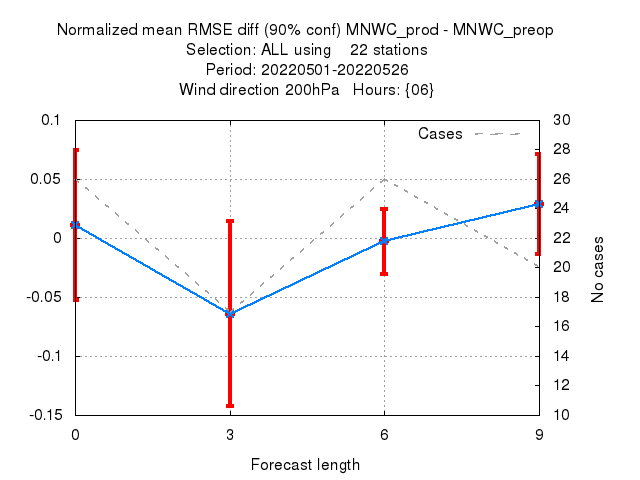 Normalized mean RMSE diff (90% conf) MNWC_prod - MNWC_preop
Selection: ALL using 22 stations
Period: 20220501-20220526
Wind direction 200hPa Hours: {06}
Cases
0.1
0.05
0
-0.05
-0.1
-0.15
30
28
26
24
22
20
18
16
14
12
10
No cases
0 3 6 9
Forecast length